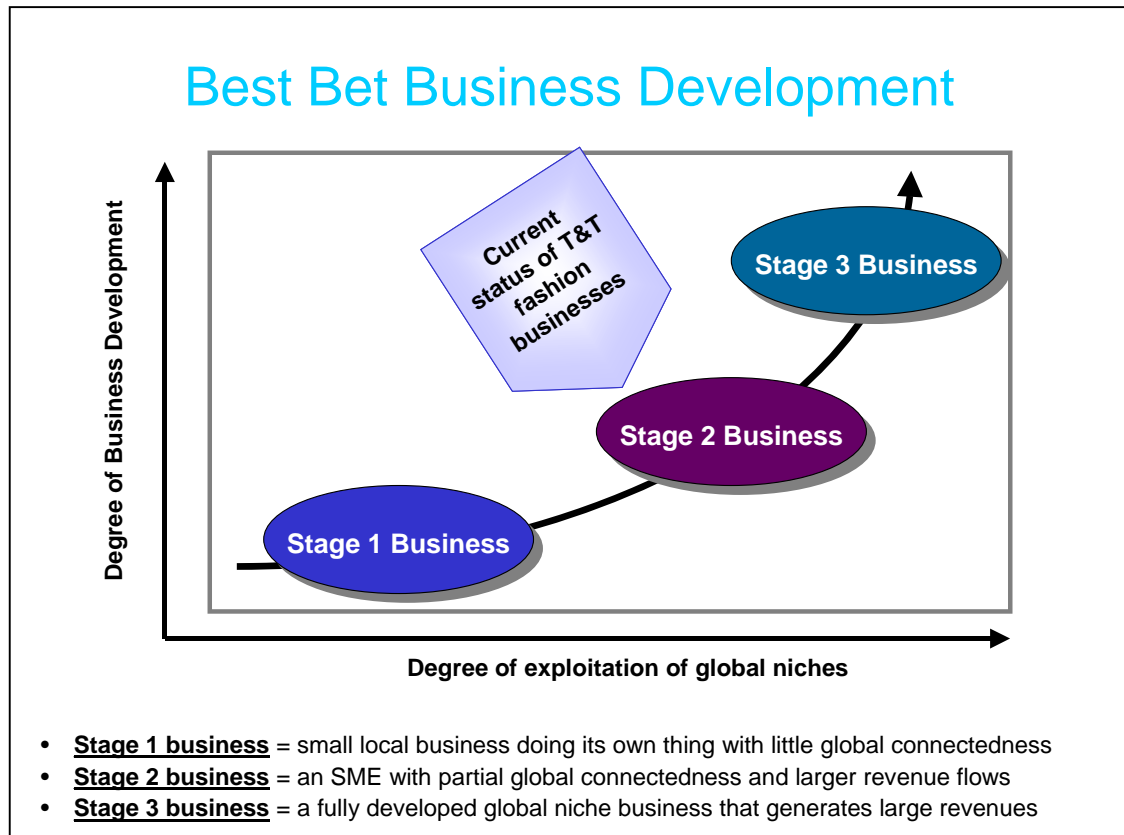 Best Bet Business Development
Degree of Business Development
Current
status of T&T
fashion
businesses
Stage 3 Business
Stage 2 Business
Stage 1 Business
Degree of exploitation of global niches
• Stage 1 business = small local business doing its own thing with little global connectedness
• Stage 2 business = an SME with partial global connectedness and larger revenue flows
• Stage 3 business = a fully developed global niche business that generates large revenues